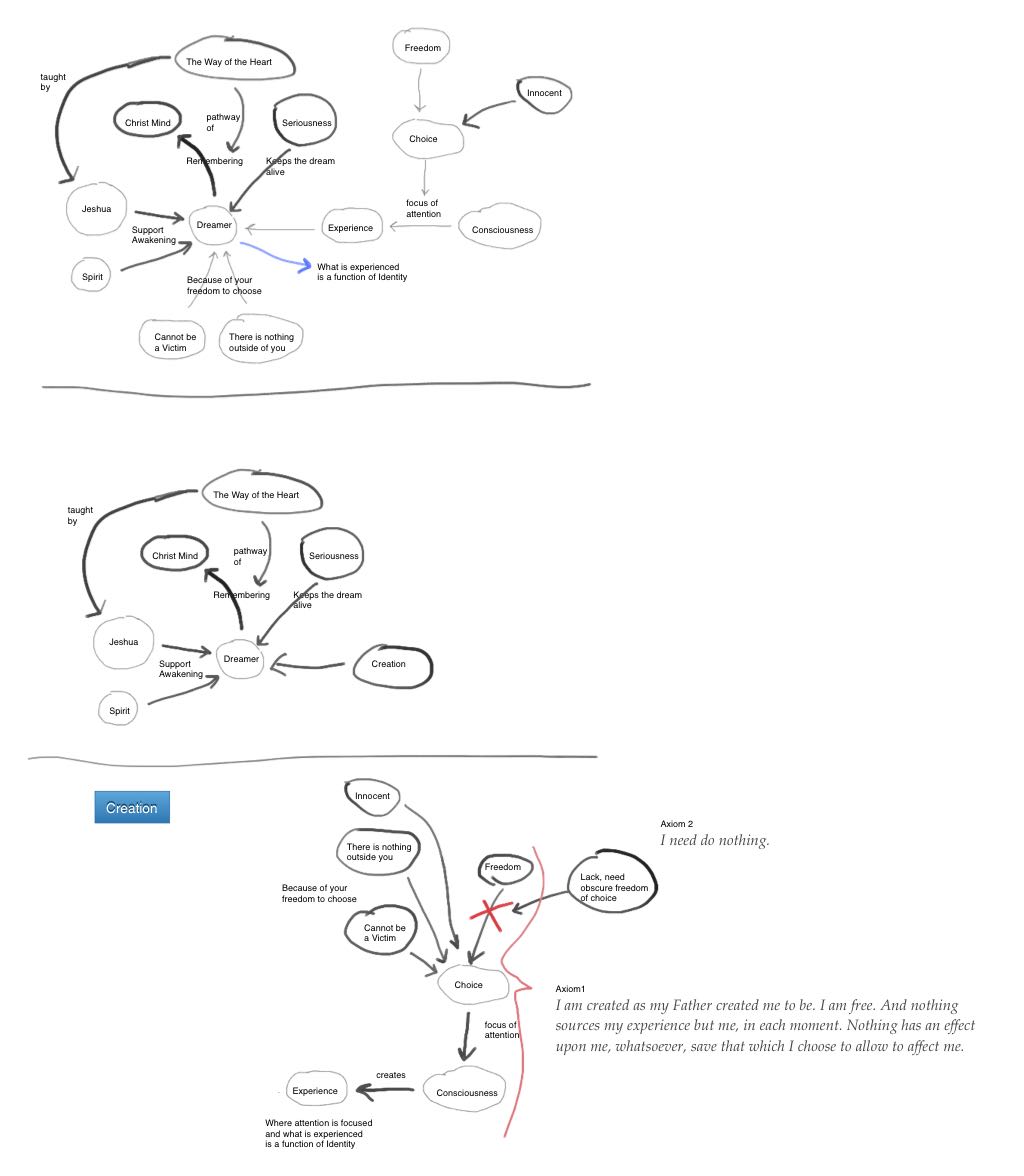 The Way of the Heart
Freedom
taught
by
Innocent
Christ Mind
pathway
of
Seriousness
Choice
Remembering
Keeps the dream
alive
Jeshua
focus of
attention
Support
Awakening
Dreamer
Experience
Consciousness
Spirit
What is experienced
is a function of Identity
Because of your
freedom to choose
Cannot be
a Victim
There is nothing
outside of you
The Way of the Heart
taught
by
Christ Mind
pathway
of
Seriousness
Remembering
Keeps the dream
alive
Jeshua
Support
Awakening
Dreamer
Creation
Spirit
Creation
Innocent
Axiom 2
I need do nothing.
There is nothing
outside you
Freedom
Lack, need
obscure freedom
of choice
Because of your
freedom to choose
Cannot be
a Victim
Choice
Axiom1
I am created as my Father created me to be. I am free. And nothing
sources my experience but me, in each moment. Nothing has an effect
upon me, whatsoever, save that which I choose to allow to affect me.
focus of
attention
creates
Experience
Consciousness
Where attention is focused
and what is experienced
is a function of Identity